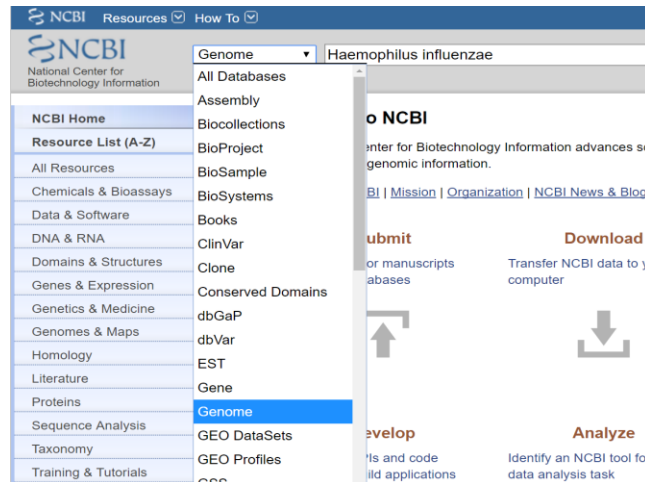 NCBI Resources How To
NCBI
National Center for
Biotechnology Information
Genome
Haemophilus influenzae
All Databases
Assembly
Biocollections
BioProject
BioSample
BioSystems
Books
ClinVar
Clone
Conserved Domains
dbGaP
dbVar
EST
Gene
Genome
GEO DataSets
GEO Profiles
NCBI Home
Resource List (A-Z)
All Resources
Chemicals & Bioassays
Data & Software
DNA & RNA
Domains & Structures
Genes & Expression
Genetics & Medicine
Genomes & Maps
Homology
Literature
Proteins
Sequence Analysis
Taxonomy
Training & Tutorials
o NCBI
enter for Biotechnology Information advances s
genomic information.
BI | Mission | Organization | NCBI News & Blog
ubmit
or manuscripts
abases
Download
Transfer NCBI data to y
computer
evelop
Is and code
ild applications
Analyze
Identify an NCBI tool fo
data analysis task